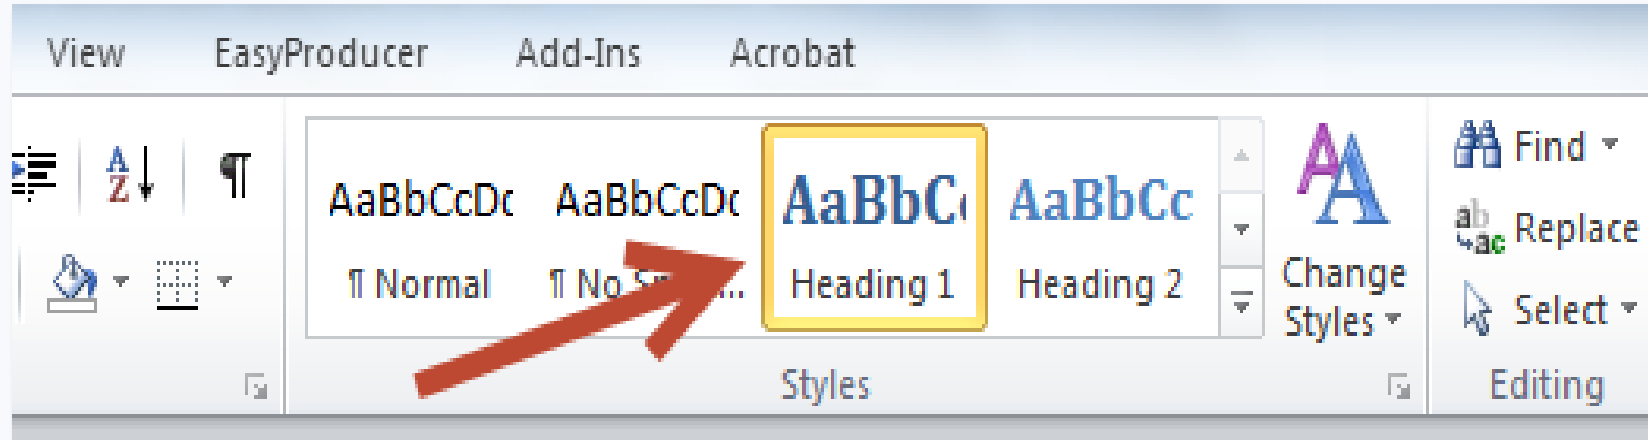 View EasyProducer Add-Ins Acrobat
AaBbCcDc AaBbCcDc AaBbC AaBbCc
¶ Normal ¶ No Heading 1 Heading 2
Change Styles
Find
Replace
Select
Styles
Editing